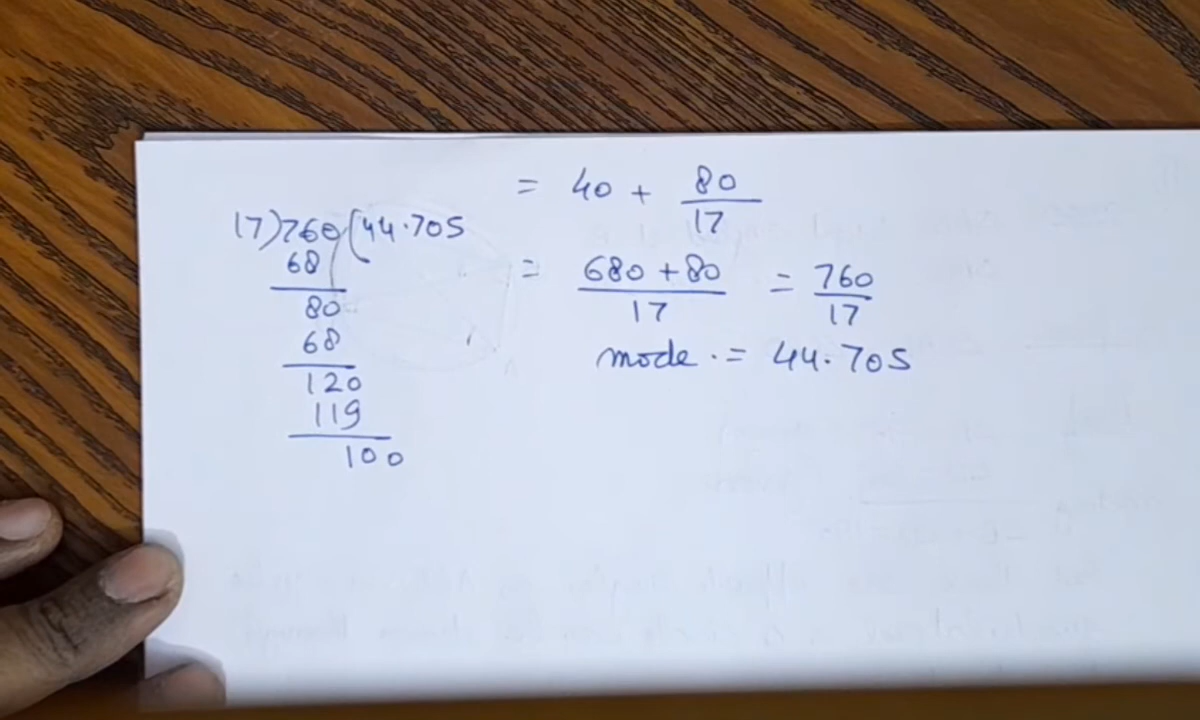 = 40 + 80/17
17)760(44.705
68
80
68
120
119
100
= 680 + 80/17 = 760/17
mode . = 44.705